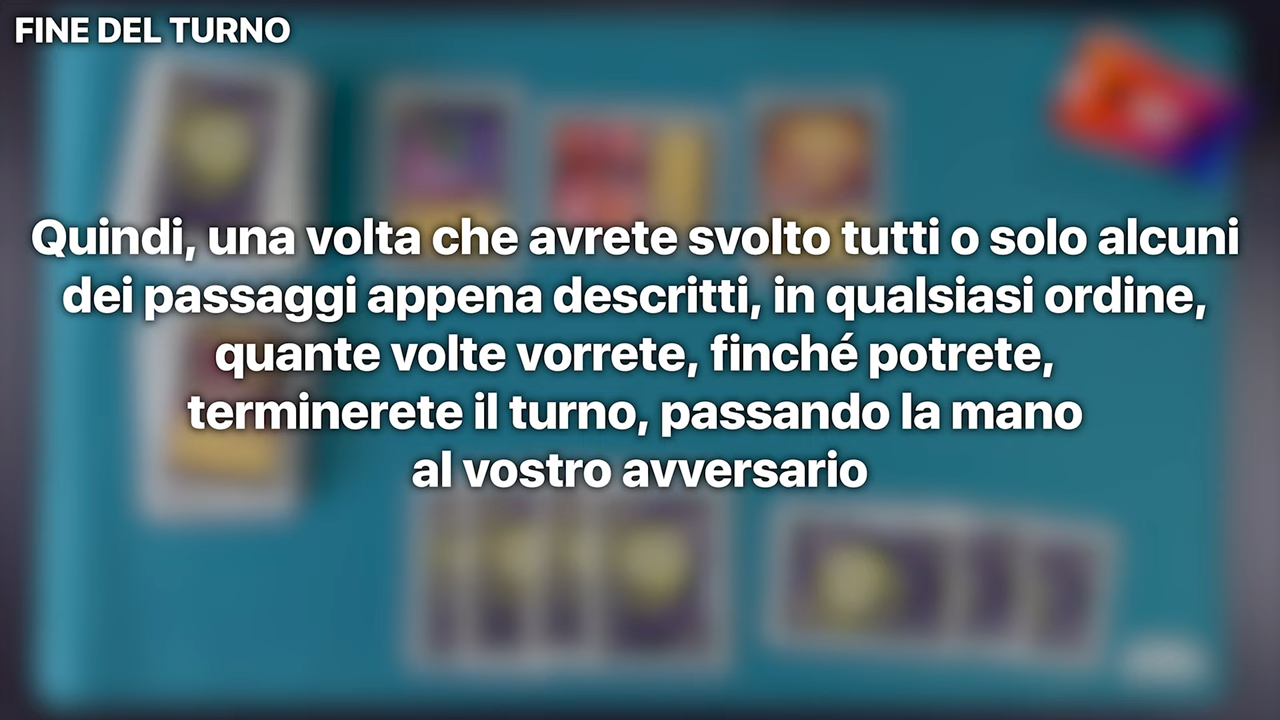 FINE DEL TURNO
Quindi, una volta che avrete svolto tutti o solo alcuni
dei passaggi appena descritti, in qualsiasi ordine,
quante volte vorrete, finché potrete,
terminerete il turno, passando la mano
al vostro avversario